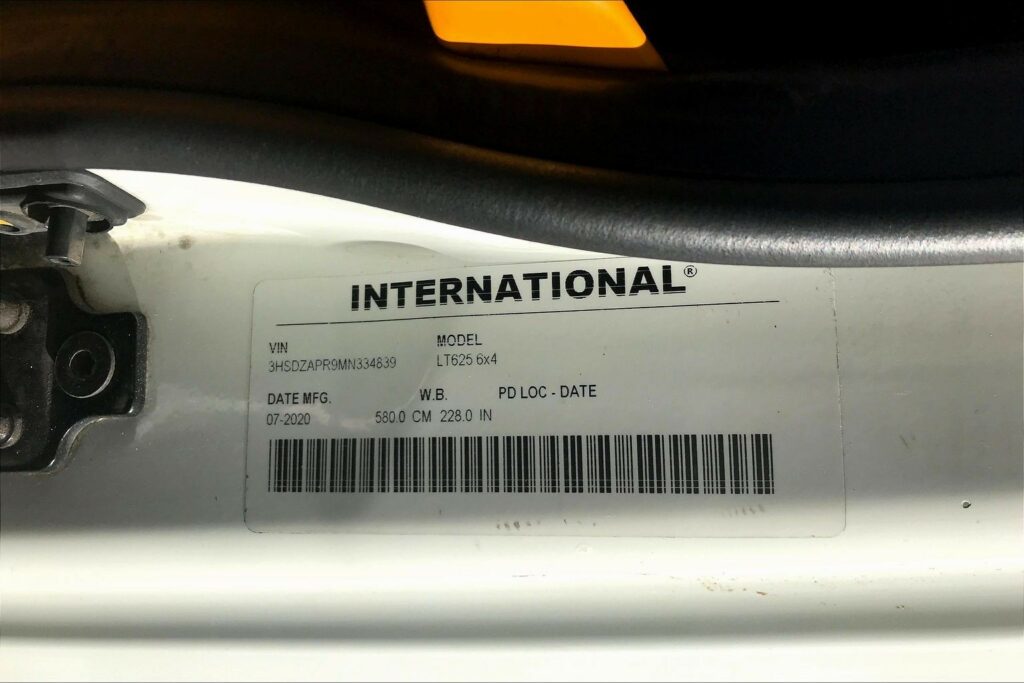 INTERNATIONAL®
VIN MODEL
3HSDZAPR9MN334839 LT625 6x4
DATE MFG. W.B. PD LOC - DATE
07-2020 580.0 CM 228.0 IN